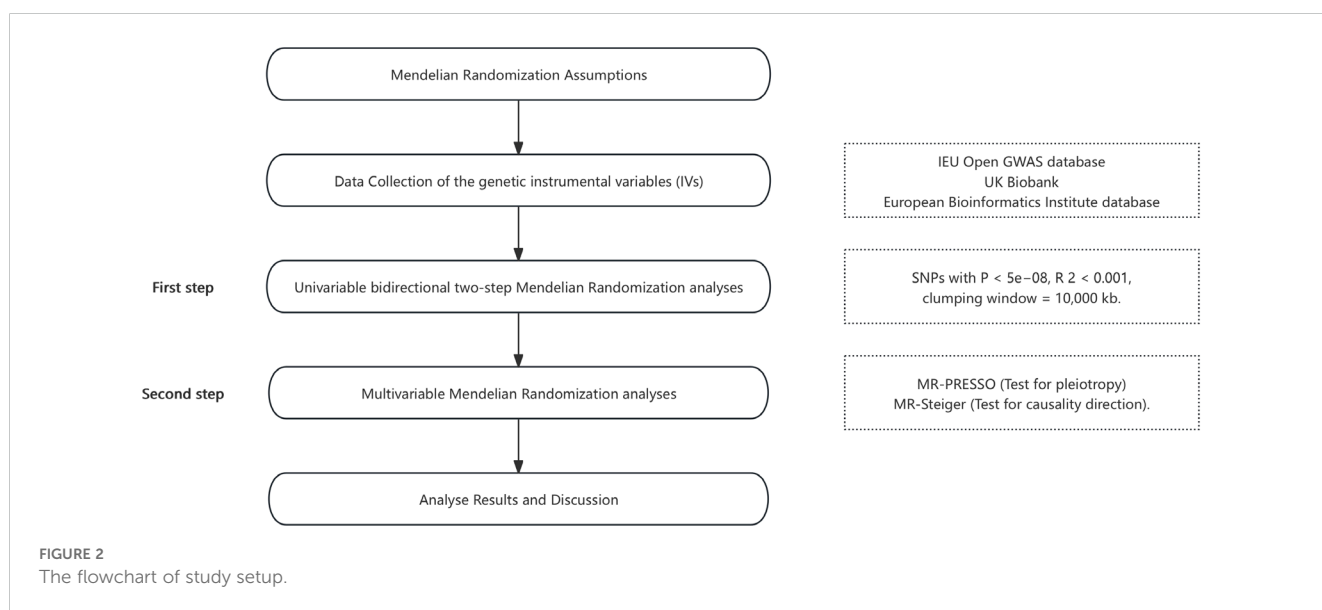 Mendelian Randomization Assumptions
Data Collection of the genetic instrumental variables (IVs)
IEU Open GWAS database
UK Biobank
European Bioinformatics Institute database
First step
Univariable bidirectional two-step Mendelian Randomization analyses
SNPs with P < 5e−08, R 2 < 0.001,
clumping window = 10,000 kb.
Second step
Multivariable Mendelian Randomization analyses
MR-PRESSO (Test for pleiotropy)
MR-Steiger (Test for causality direction).
Analyse Results and Discussion
FIGURE 2
The flowchart of study setup.